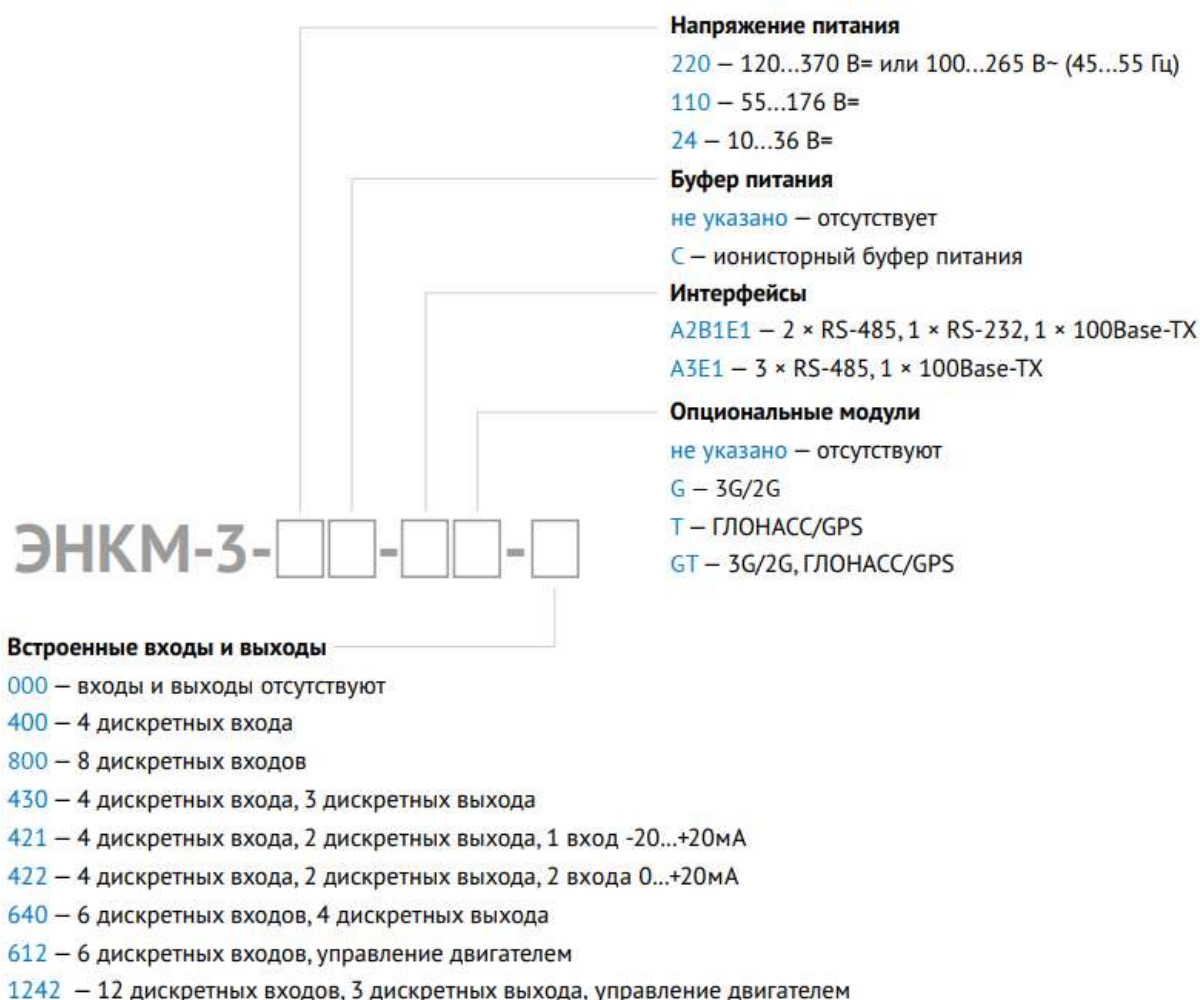 Напряжение питания
220 — 120...370 В= или 100...265 В~ (45...55 Гц)
110 — 55...176 В=
24 — 10...36 В=
Буфер питания
не указано — отсутствует
С — ионисторный буфер питания
Интерфейсы
A2B1E1 — 2 × RS-485, 1 × RS-232, 1 × 100Base-TX
A3E1 — 3 × RS-485, 1 × 100Base-TX
Опциональные модули
не указано — отсутствуют
G — 3G/2G
T — ГЛОНАСС/GPS
GT — 3G/2G, ГЛОНАСС/GPS
ЭНКМ-3-□□-□□-□
Встроенные входы и выходы
000 — входы и выходы отсутствуют
400 — 4 дискретных входа
800 — 8 дискретных входов
430 — 4 дискретных входа, 3 дискретных выхода
421 — 4 дискретных входа, 2 дискретных выхода, 1 вход -20...+20мА
422 — 4 дискретных входа, 2 дискретных выхода, 2 входа 0...+20мА
640 — 6 дискретных входов, 4 дискретных выхода
612 — 6 дискретных входов, управление двигателем
1242 — 12 дискретных входов, 3 дискретных выхода, управление двигателем